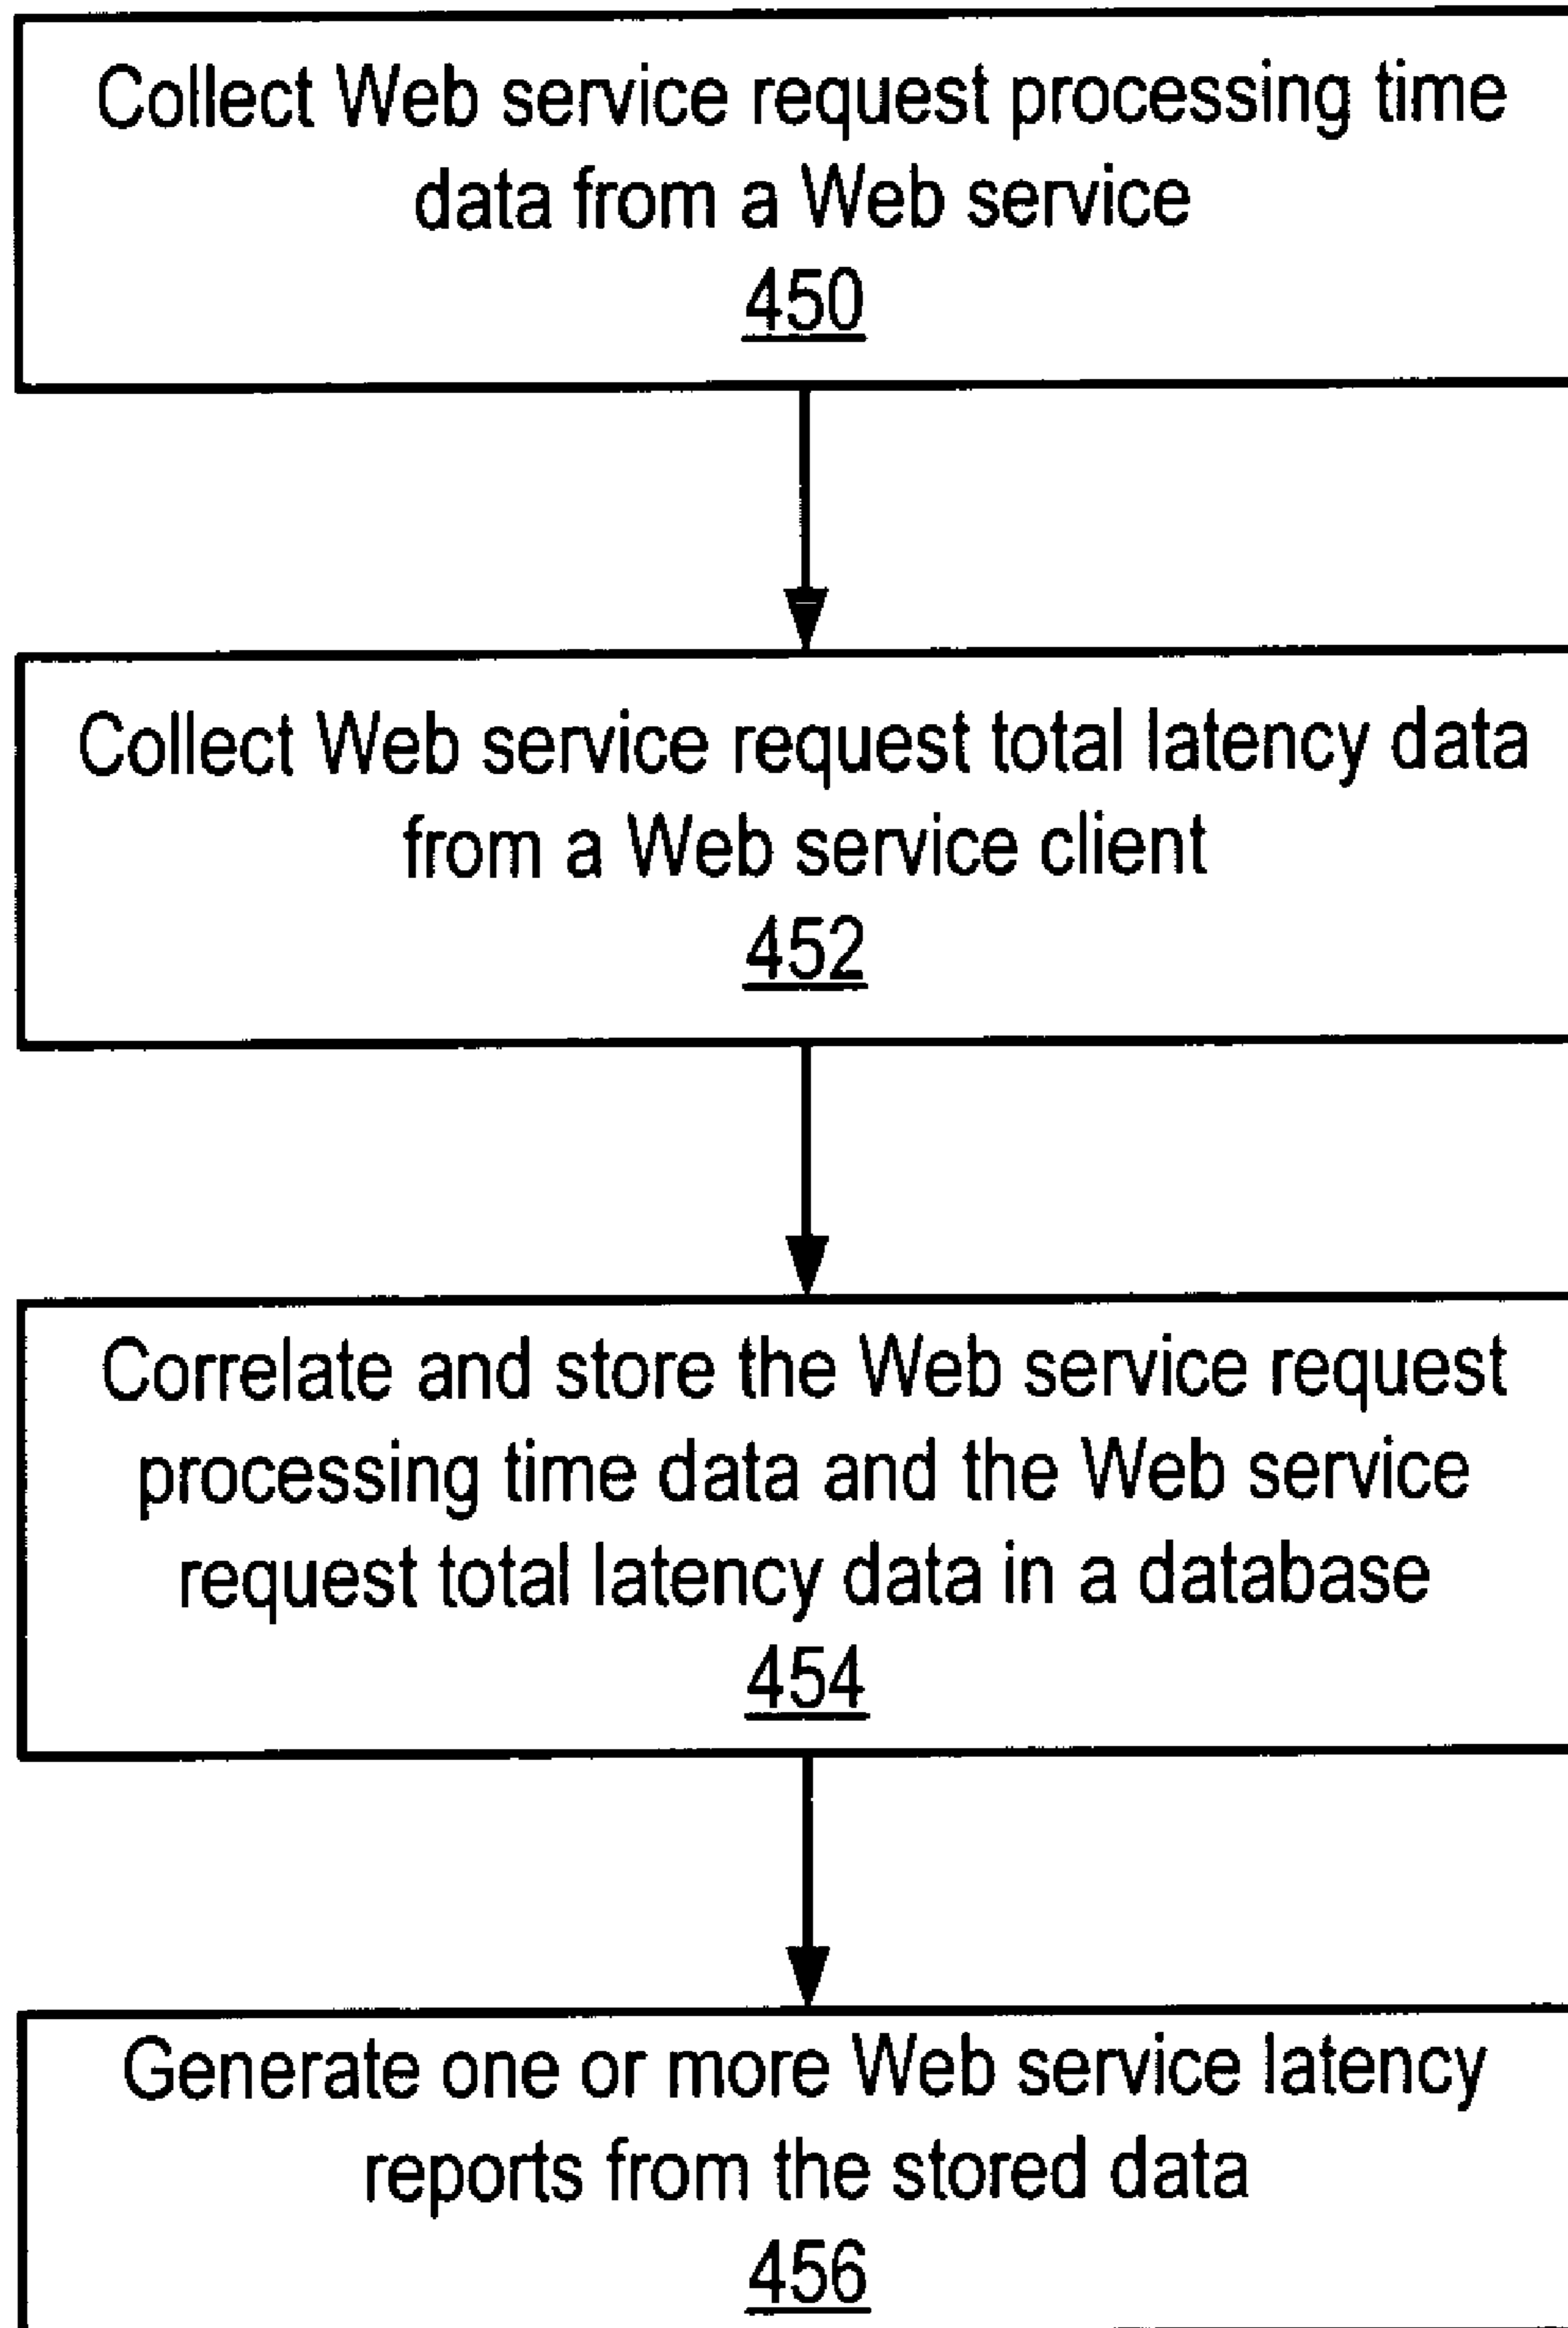 Collect Web service request processing time
data from a Web service
450
Collect Web service request total latency data
from a Web service client
452
Correlate and store the Web service request
processing time data and the Web service
request total latency data in a database
454
Generate one or more Web service latency
reports from the stored data
456